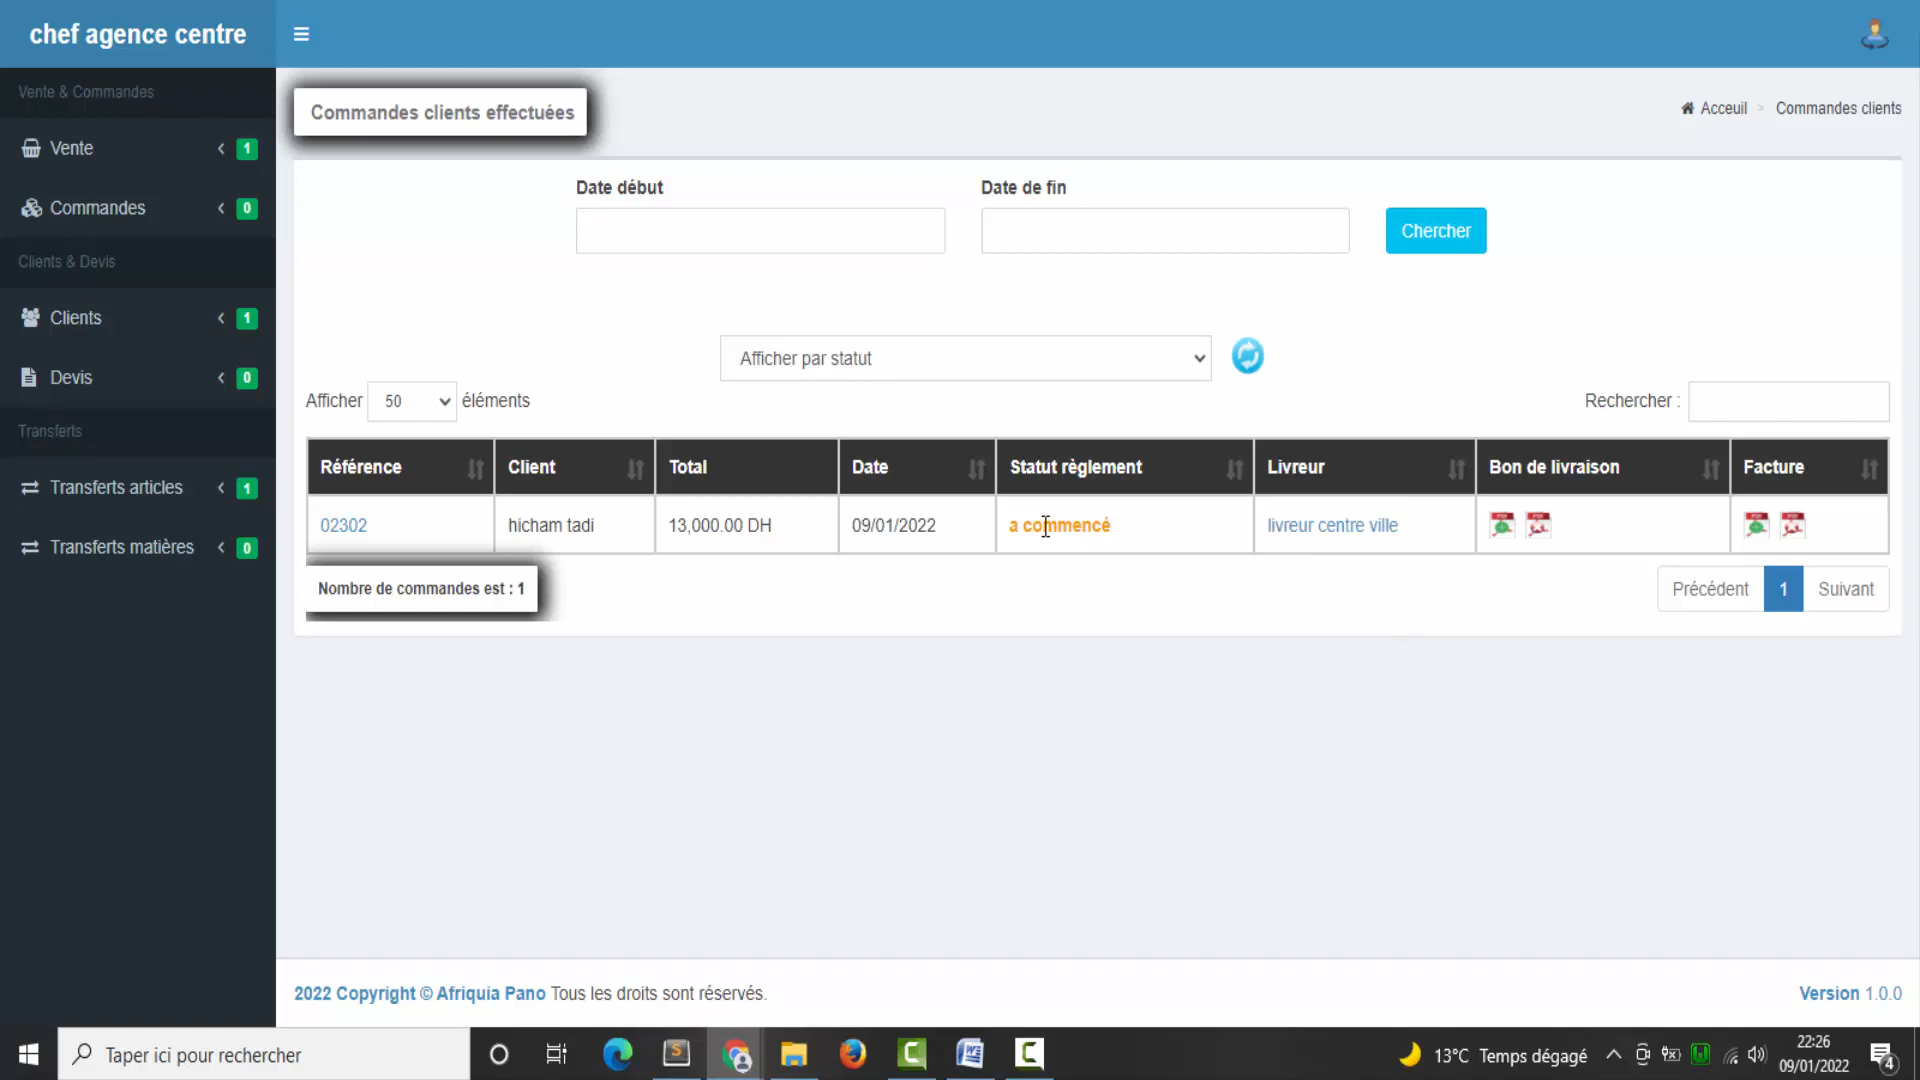 chef agence centre
Vente & Commandes
Vente 1
Commandes 0
Clients & Devis
Clients 1
Devis 0
Transferts
Transferts articles 1
Transferts matières 0
Commandes clients effectuées
Acceuil > Commandes clients
Date début
Date de fin
Chercher
Afficher par statut
Afficher 50 éléments
Rechercher :
Référence Client Total Date Statut règlement Livreur Bon de livraison Facture
02302 hicham tadi 13,000.00 DH 09/01/2022 a commencé livreur centre ville
Nombre de commandes est : 1
Précédent 1 Suivant
2022 Copyright © Afriquia Pano Tous les droits sont réservés.
Version 1.0.0
Taper ici pour rechercher
13°C Temps dégagé
22:26
09/01/2022
4